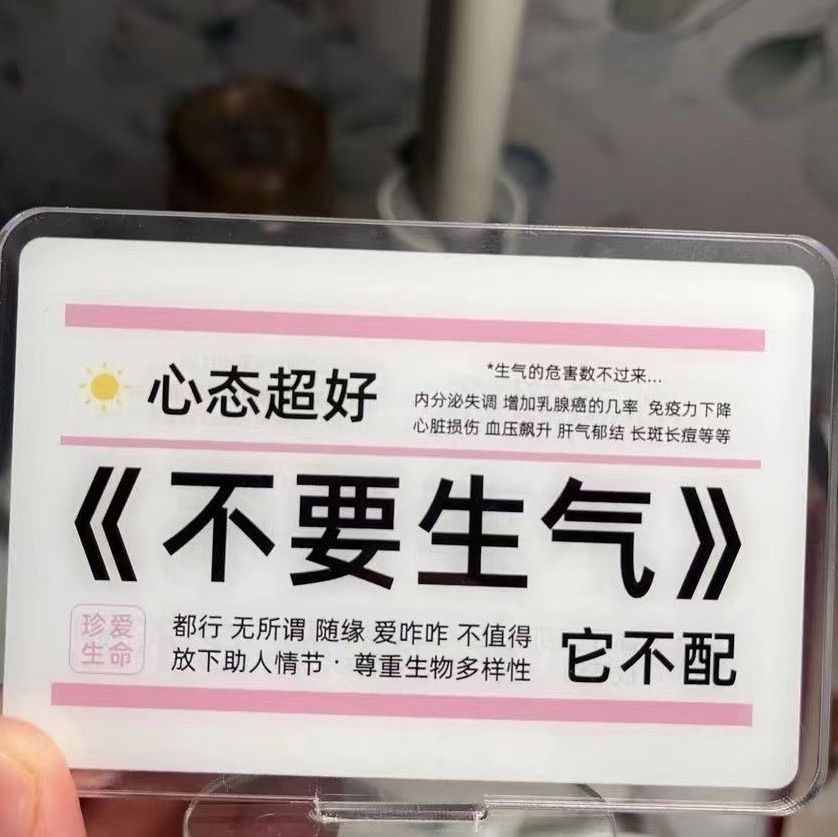 心态超好
*生气的危害数不过来...
内分泌失调 增加乳腺癌的几率 免疫力下降
心脏损伤 血压飙升 肝气郁结 长斑长痘等等
《不要生气》
珍爱
生命
都行 无所谓 随缘 爱咋咋 不值得
放下助人情节·尊重生物多样性
它不配